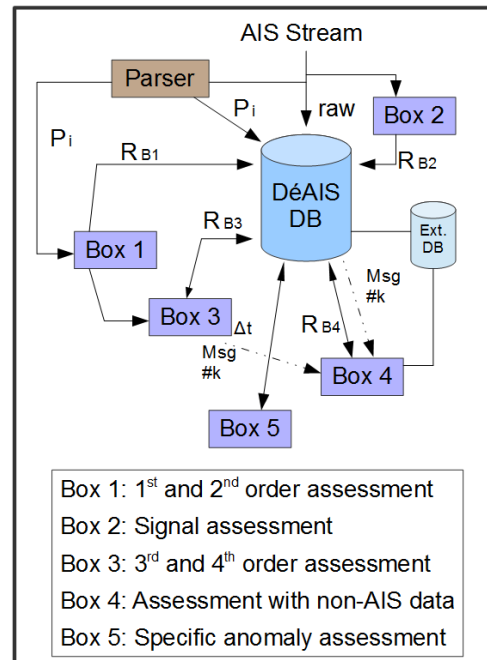 AIS Stream
Parser
Pi
raw
Box 2
Pi
RB1
RB2
DéAIS
DB
Box 1
RB3
Ext.
DB
Msg
#k
Box 3
Δt
RB4
Msg
#k
Box 4
Box 5
Box 1: 1st and 2nd order assessment
Box 2: Signal assessment
Box 3: 3rd and 4th order assessment
Box 4: Assessment with non-AIS data
Box 5: Specific anomaly assessment